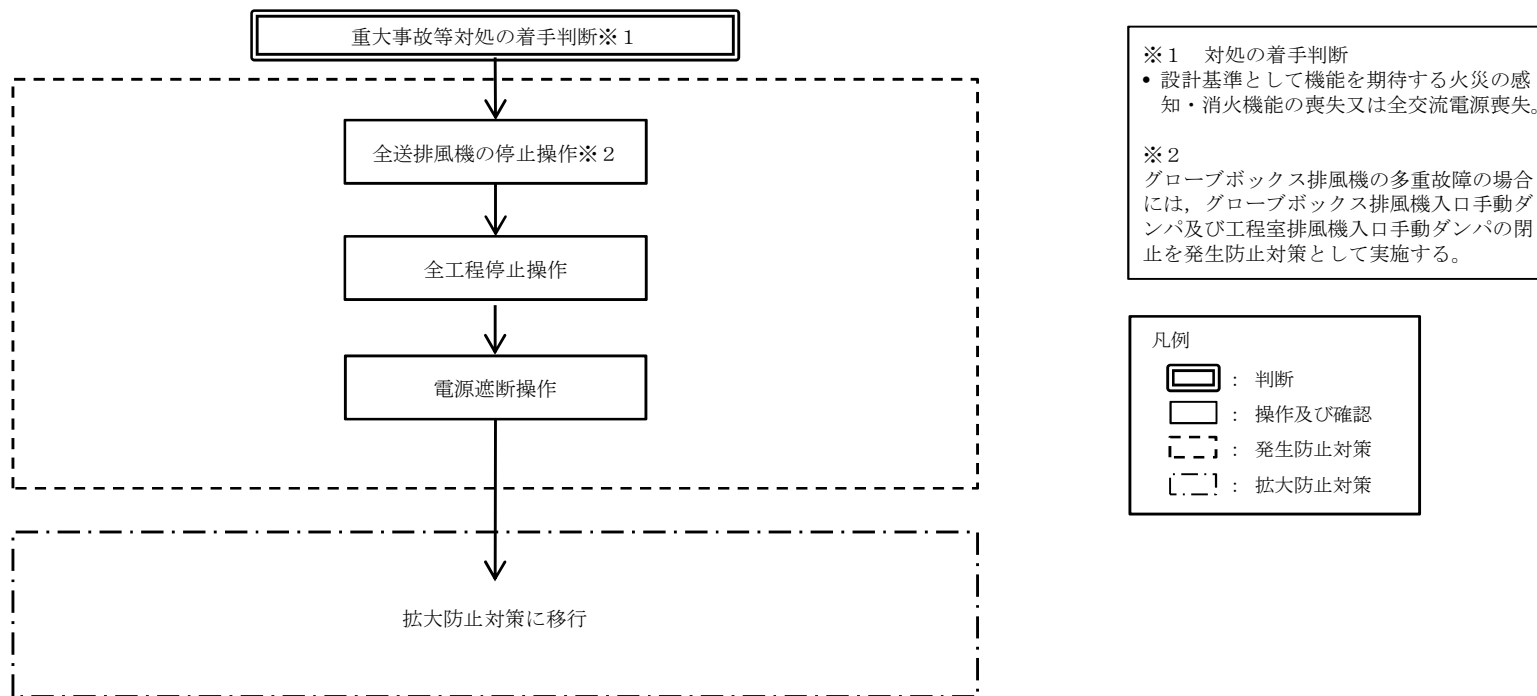 重大事故等対処の着手判断※１
全送排風機の停止操作※２
全工程停止操作
電源遮断操作
拡大防止対策に移行
※１　対処の着手判断
• 設計基準として機能を期待する火災の感
知・消火機能の喪失又は全交流電源喪失。
※２
グローブボックス排風機の多重故障の場合
には，グローブボックス排風機入口手動ダ
ンパ及び工程室排風機入口手動ダンパの閉
止を発生防止対策として実施する。
凡例
： 判断
： 操作及び確認
： 発生防止対策
： 拡大防止対策